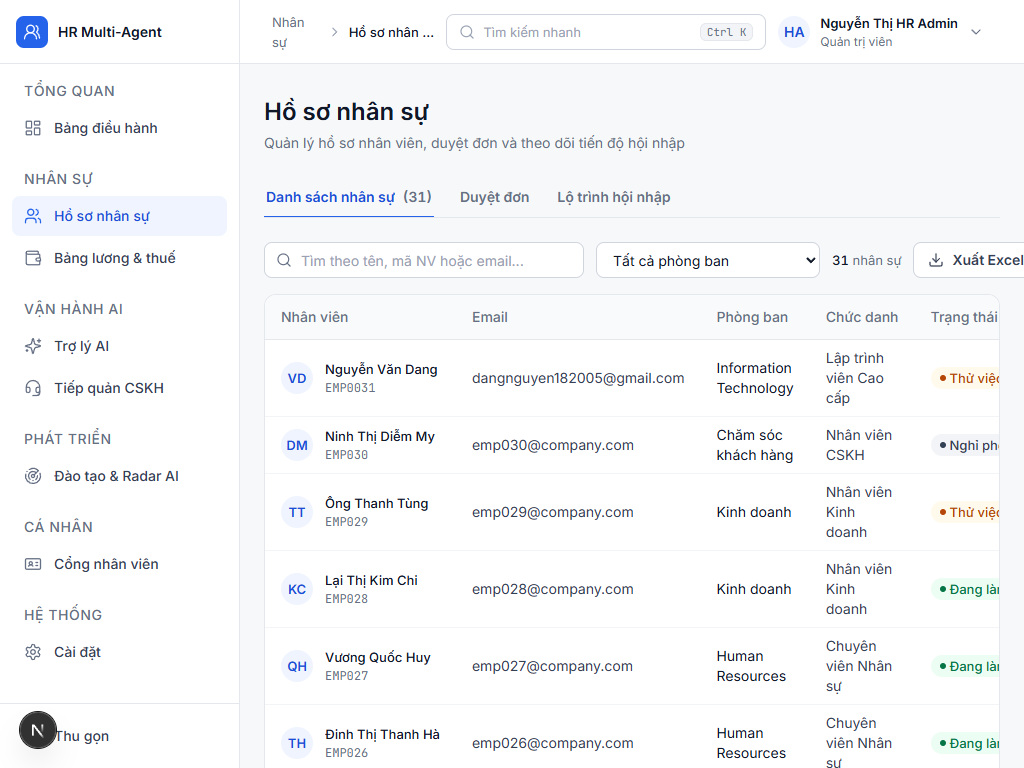 HR Multi-Agent
Nhân sự
Hồ sơ nhân ...
Tìm kiếm nhanh
Ctrl K
HA
Nguyễn Thị HR Admin
Quản trị viên
TỔNG QUAN
Bảng điều hành
NHÂN SỰ
Hồ sơ nhân sự
Bảng lương & thuế
VẬN HÀNH AI
Trợ lý AI
Tiếp quản CSKH
PHÁT TRIỂN
Đào tạo & Radar AI
CÁ NHÂN
Cổng nhân viên
HỆ THỐNG
Cài đặt
N
Thu gọn
Hồ sơ nhân sự
Quản lý hồ sơ nhân viên, duyệt đơn và theo dõi tiến độ hội nhập
Danh sách nhân sự (31)
Duyệt đơn
Lộ trình hội nhập
Tìm theo tên, mã NV hoặc email...
Tất cả phòng ban
31 nhân sự
Xuất Excel
Nhân viên Email Phòng ban Chức danh Trạng thái
VD
Nguyễn Văn Dang
EMP0031
dangnguyen182005@gmail.com
Information
Technology
Lập trình
viên Cao
cấp
Thử việc
DM
Ninh Thị Diễm My
EMP030
emp030@company.com
Chăm sóc
khách hàng
Nhân viên
CSKH
Nghỉ ph
TT
Ông Thanh Tùng
EMP029
emp029@company.com
Kinh doanh
Nhân viên
Kinh
doanh
Thử việc
KC
Lại Thị Kim Chi
EMP028
emp028@company.com
Kinh doanh
Nhân viên
Kinh
doanh
Đang làm
QH
Vương Quốc Huy
EMP027
emp027@company.com
Human
Resources
Chuyên
viên Nhân
sự
Đang làm
TH
Đinh Thị Thanh Hà
EMP026
emp026@company.com
Human
Resources
Chuyên
viên Nhân
sự
Đang làm